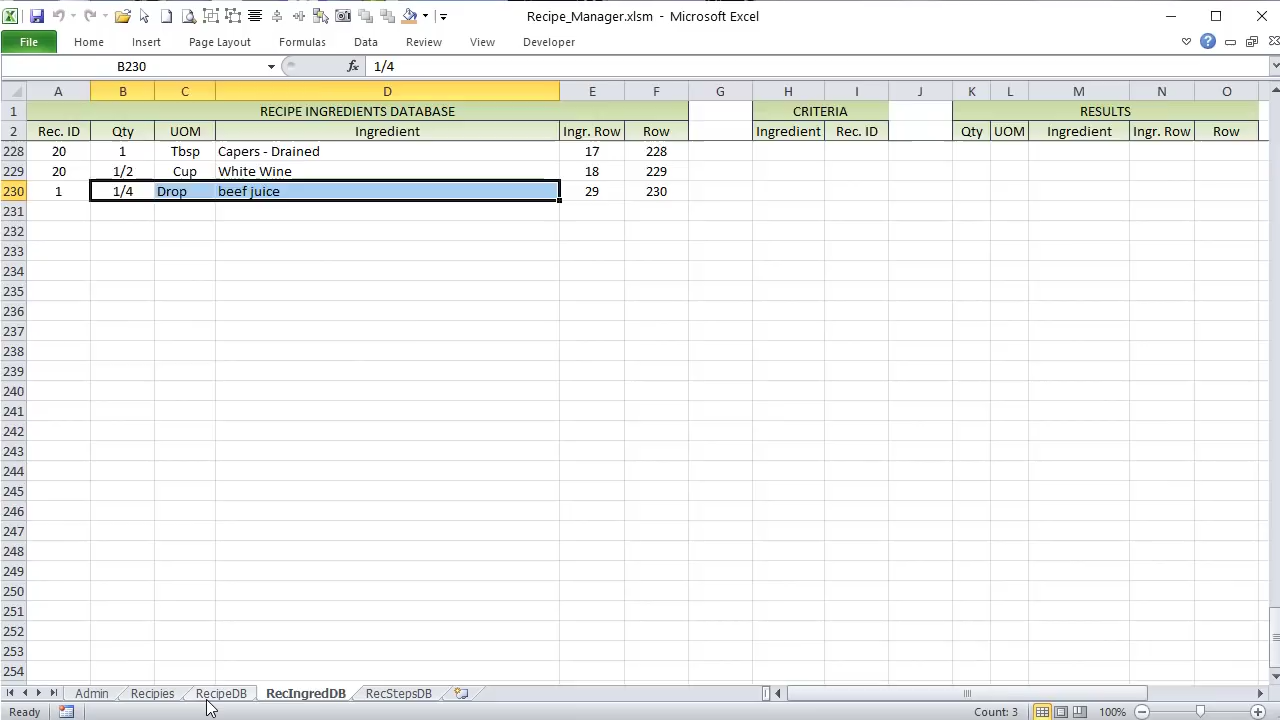 Recipe_Manager.xlsm - Microsoft Excel
File Home Insert Page Layout Formulas Data Review View Developer
B230 fx 1/4
A B C D E F G H I J K L M N O
1 RECIPE INGREDIENTS DATABASE CRITERIA RESULTS
2 Rec. ID Qty UOM Ingredient Ingr. Row Row Ingredient Rec. ID Qty UOM Ingredient Ingr. Row Row
228 20 1 Tbsp Capers - Drained 17 228
229 20 1/2 Cup White Wine 18 229
230 1 1/4 Drop beef juice 29 230
231
232
233
234
235
236
237
238
239
240
241
242
243
244
245
246
247
248
249
250
251
252
253
254
Admin Recipies RecipeDB RecIngredDB RecStepsDB
Ready Count: 3 100%